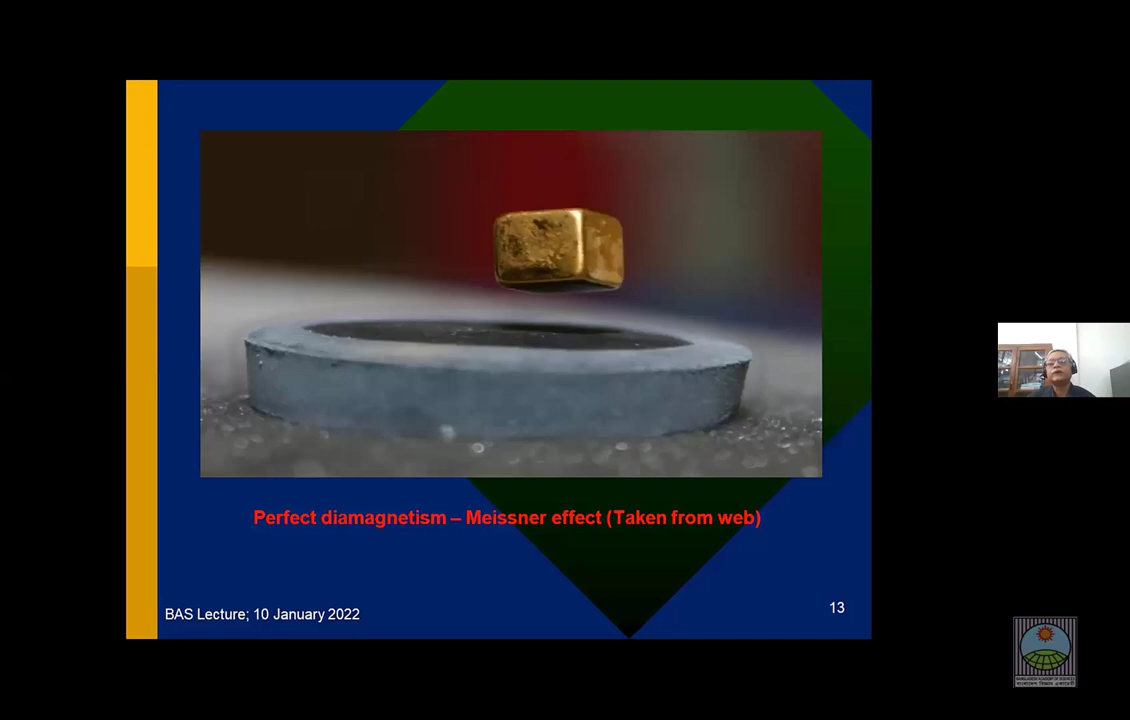 Perfect diamagnetism – Meissner effect (Taken from web)
BAS Lecture; 10 January 2022
13